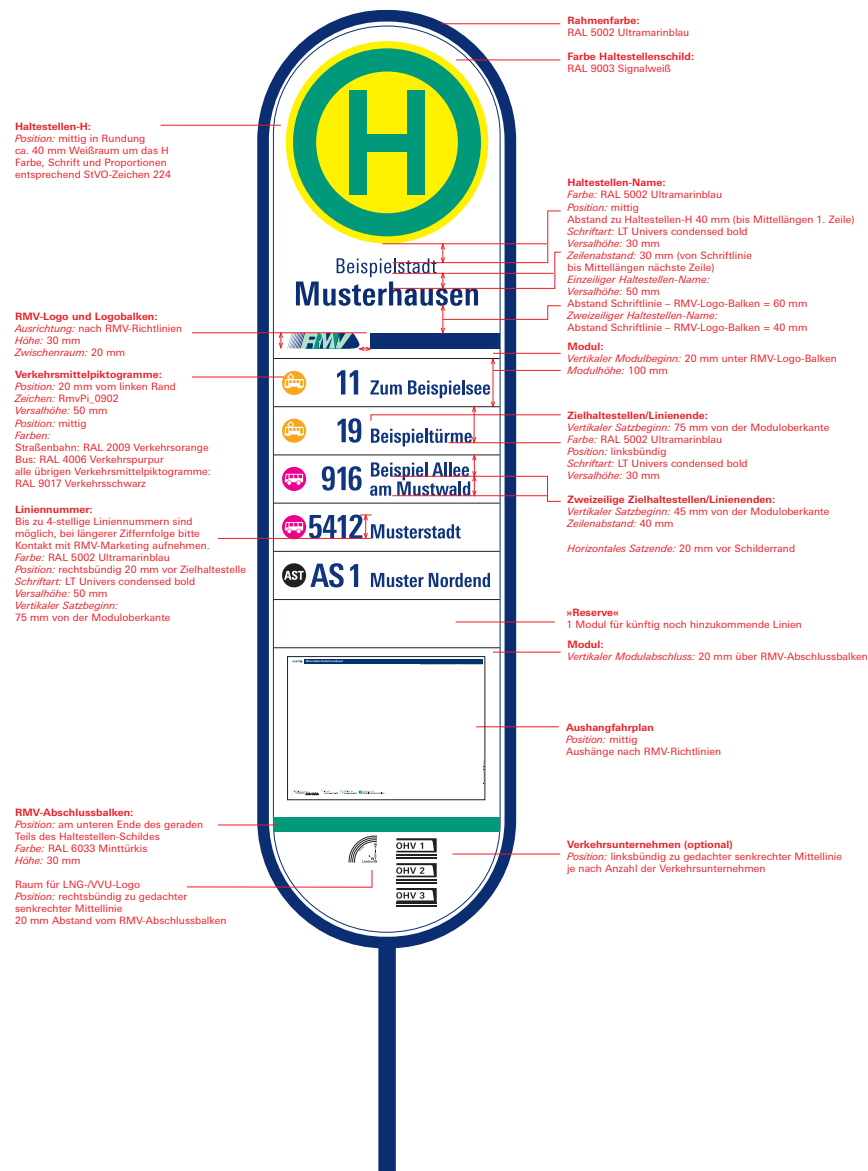 Rahmenfarbe:
RAL 5002 Ultramarinblau
Farbe Haltestellenschild:
RAL 9003 Signalweiß
H
Haltestellen-H:
Position: mittig in Rundung
ca. 40 mm Weißraum um das H
Farbe, Schrift und Proportionen
entsprechend StVO-Zeichen 224
Haltestellen-Name:
Farbe: RAL 5002 Ultramarinblau
Position: mittig
Abstand zu Haltestellen-H 40 mm (bis Mittellängen 1. Zeile)
Schriftart: LT Univers condensed bold
Versalhöhe: 30 mm
Zeilenabstand: 30 mm (von Schriftlinie
bis Mittellängen nächste Zeile)
Einzeiliger Haltestellen-Name:
Versalhöhe: 50 mm
Abstand Schriftlinie – RMV-Logo-Balken = 60 mm
Zweizeiliger Haltestellen-Name:
Abstand Schriftlinie – RMV-Logo-Balken = 40 mm
Beispielstadt
Musterhausen
RMV-Logo und Logobalken:
Ausrichtung: nach RMV-Richtlinien
Höhe: 30 mm
Zwischenraum: 20 mm
RMV
Modul:
Vertikaler Modulbeginn: 20 mm unter RMV-Logo-Balken
Modulhöhe: 100 mm
Verkehrsmittelpiktogramme:
Position: 20 mm vom linken Rand
Zeichen: RmvPi_0902
Versalhöhe: 50 mm
Position: mittig
Farben:
Straßenbahn: RAL 2009 Verkehrsorange
Bus: RAL 4006 Verkehrspurpur
alle übrigen Verkehrsmittelpiktogramme:
RAL 9017 Verkehrsschwarz
11 Zum Beispielsee
19 Beispieltürme
916 Beispiel Allee
am Mustwald
5412 Musterstadt
AST AS 1 Muster Nordend
Zielhaltestellen/Linienende:
Vertikaler Satzbeginn: 75 mm von der Moduloberkante
Farbe: RAL 5002 Ultramarinblau
Position: linksbündig
Schriftart: LT Univers condensed bold
Versalhöhe: 30 mm
Zweizeilige Zielhaltestellen/Linienenden:
Vertikaler Satzbeginn: 45 mm von der Moduloberkante
Zeilenabstand: 40 mm
Horizontales Satzende: 20 mm vor Schilderrand
Liniennummer:
Bis zu 4-stellige Liniennummern sind
möglich, bei längerer Ziffernfolge bitte
Kontakt mit RMV-Marketing aufnehmen.
Farbe: RAL 5002 Ultramarinblau
Position: rechtsbündig 20 mm vor Zielhaltestelle
Schriftart: LT Univers condensed bold
Versalhöhe: 50 mm
Vertikaler Satzbeginn:
75 mm von der Moduloberkante
»Reserve«
1 Modul für künftig noch hinzukommende Linien
Modul:
Vertikaler Modulabschluss: 20 mm über RMV-Abschlussbalken
Aushangfahrplan
Position: mittig
Aushänge nach RMV-Richtlinien
RMV-Abschlussbalken:
Position: am unteren Ende des geraden
Teils des Haltestellen-Schildes
Farbe: RAL 6033 Minttürkis
Höhe: 30 mm
Raum für LNG-/VVU-Logo
Position: rechtsbündig zu gedachter
senkrechter Mittellinie
20 mm Abstand vom RMV-Abschlussbalken
OHV 1
OHV 2
OHV 3
Verkehrsunternehmen (optional)
Position: linksbündig zu gedachter senkrechter Mittellinie
je nach Anzahl der Verkehrsunternehmen